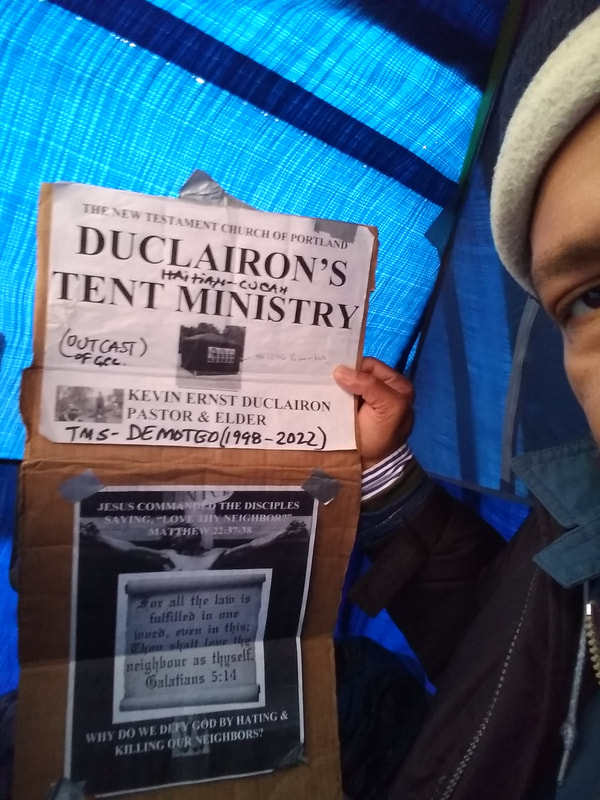 THE NEW TESTAMENT CHURCH OF PORTLAND
DUCLAIRON'S
HAITIAN-CUBAN
TENT MINISTRY
(OUTCAST)
OF GCC.
KEVIN ERNST DUCLAIRON
PASTOR & ELDER
TMS-DEMOTED (1998-2022)
JESUS COMMANDED THE DISCIPLES
SAYING, "LOVE THY NEIGHBOR?"
MATTHEW 22:37-38
For all the law is
fulfilled in one
word, even in this;
Thou shalt love thy
neighbour as thyself.
Galatians 5:14
WHY DO WE DEFY GOD BY HATING &
KILLING OUR NEIGHBORS?